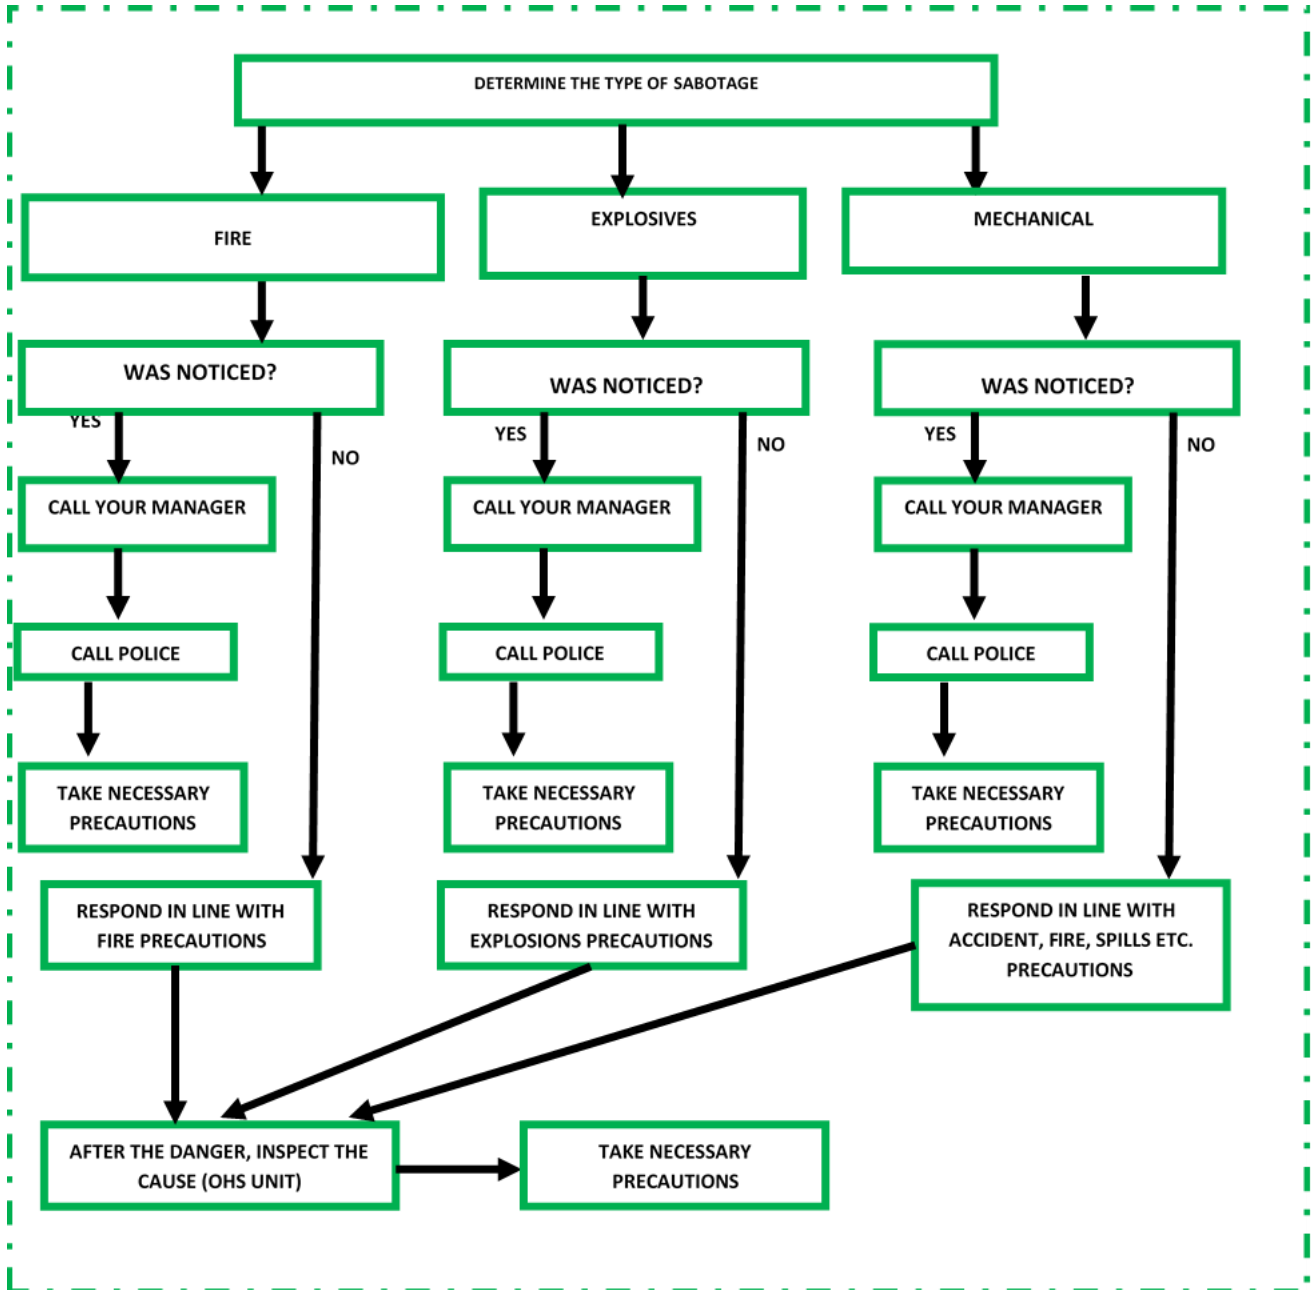 DETERMINE THE TYPE OF SABOTAGE
FIRE
EXPLOSIVES
MECHANICAL
WAS NOTICED?
WAS NOTICED?
WAS NOTICED?
YES
NO
YES
NO
YES
NO
CALL YOUR MANAGER
CALL YOUR MANAGER
CALL YOUR MANAGER
CALL POLICE
CALL POLICE
CALL POLICE
TAKE NECESSARY
PRECAUTIONS
TAKE NECESSARY
PRECAUTIONS
TAKE NECESSARY
PRECAUTIONS
RESPOND IN LINE WITH
FIRE PRECAUTIONS
RESPOND IN LINE WITH
EXPLOSIONS PRECAUTIONS
RESPOND IN LINE WITH
ACCIDENT, FIRE, SPILLS ETC.
PRECAUTIONS
AFTER THE DANGER, INSPECT THE
CAUSE (OHS UNIT)
TAKE NECESSARY
PRECAUTIONS